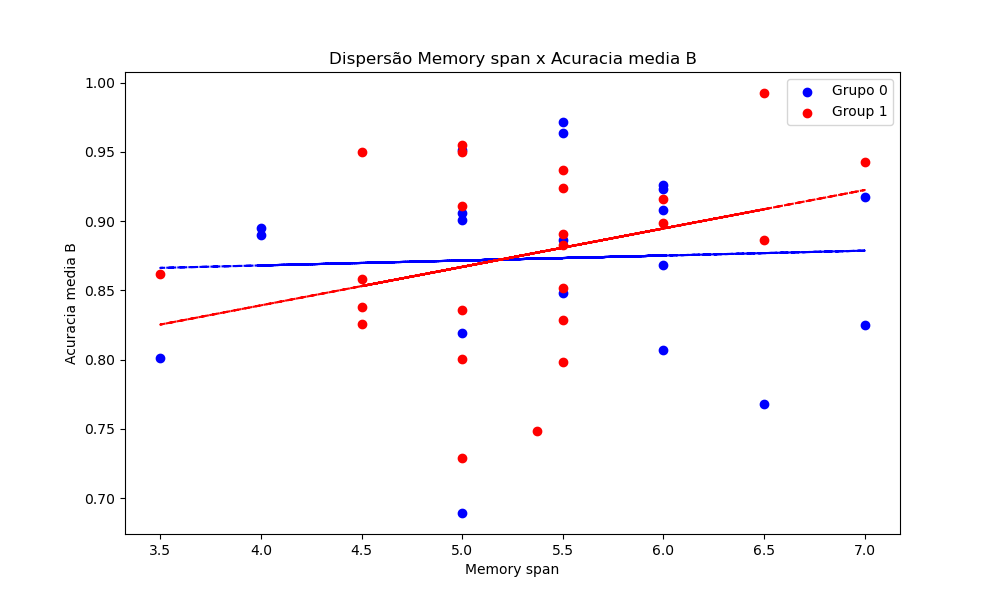 Dispersão Memory span x Acuracia media B
Grupo 0
Group 1
Acuracia media B
1.00
0.95
0.90
0.85
0.80
0.75
0.70
3.5 4.0 4.5 5.0 5.5 6.0 6.5 7.0
Memory span